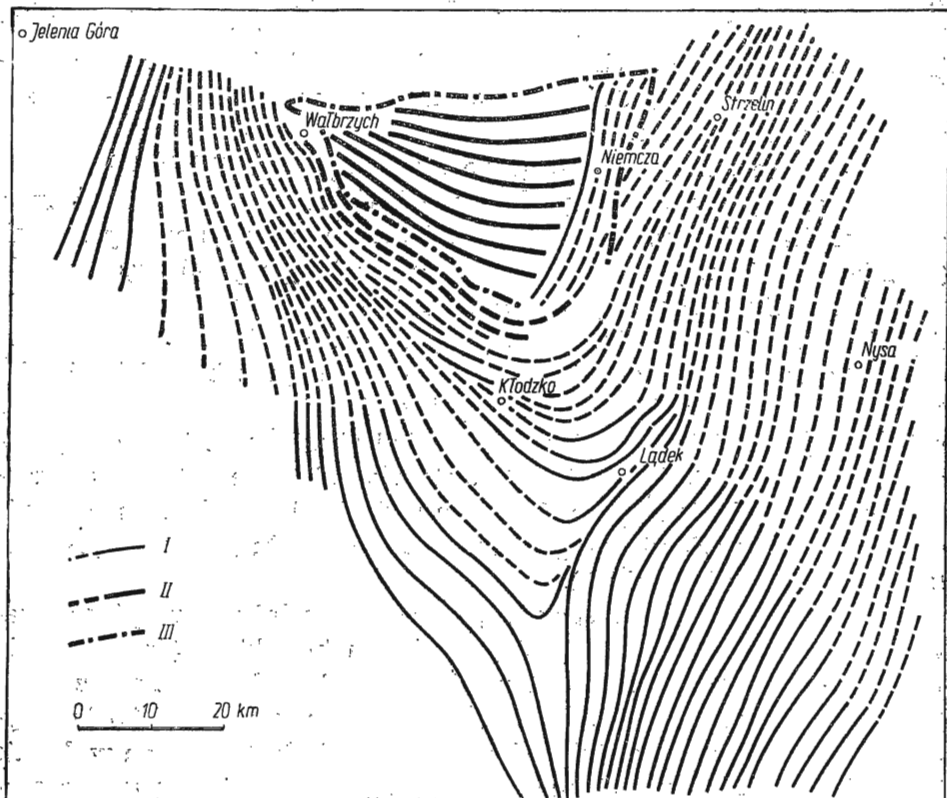 Jelenia Góra
Strzelin
Wałbrzych
Niemcza
Nysa
Kłodzko
Lądek
I
II
III
0 10 20 km